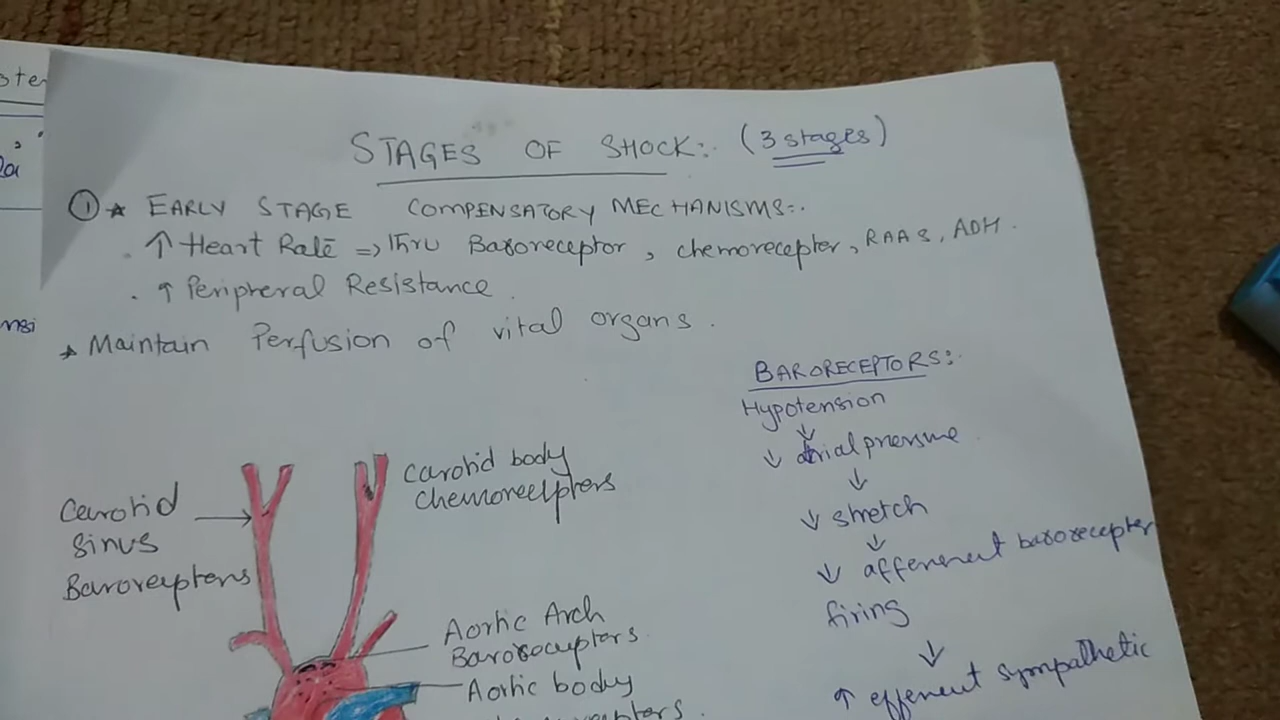 STAGES OF SHOCK:. (3 stages)
① * EARLY STAGE COMPENSATORY MECHANISMS:.
. ↑ Heart Rate => Thru Baroreceptor, chemoreceptor, RAAS, ADH.
. ↑ Peripheral Resistance.
* Maintain Perfusion of vital organs.
BARORECEPTORS:.
Hypotension
↓
↓ atrial pressure
↓
↓ stretch
↓
↓ afferent baroreceptor
firing
↓
↑ efferent sympathetic
Carotid
sinus
Baroreceptors
Carotid body
chemoreceptors
Aortic Arch
Baroreceptors
Aortic body